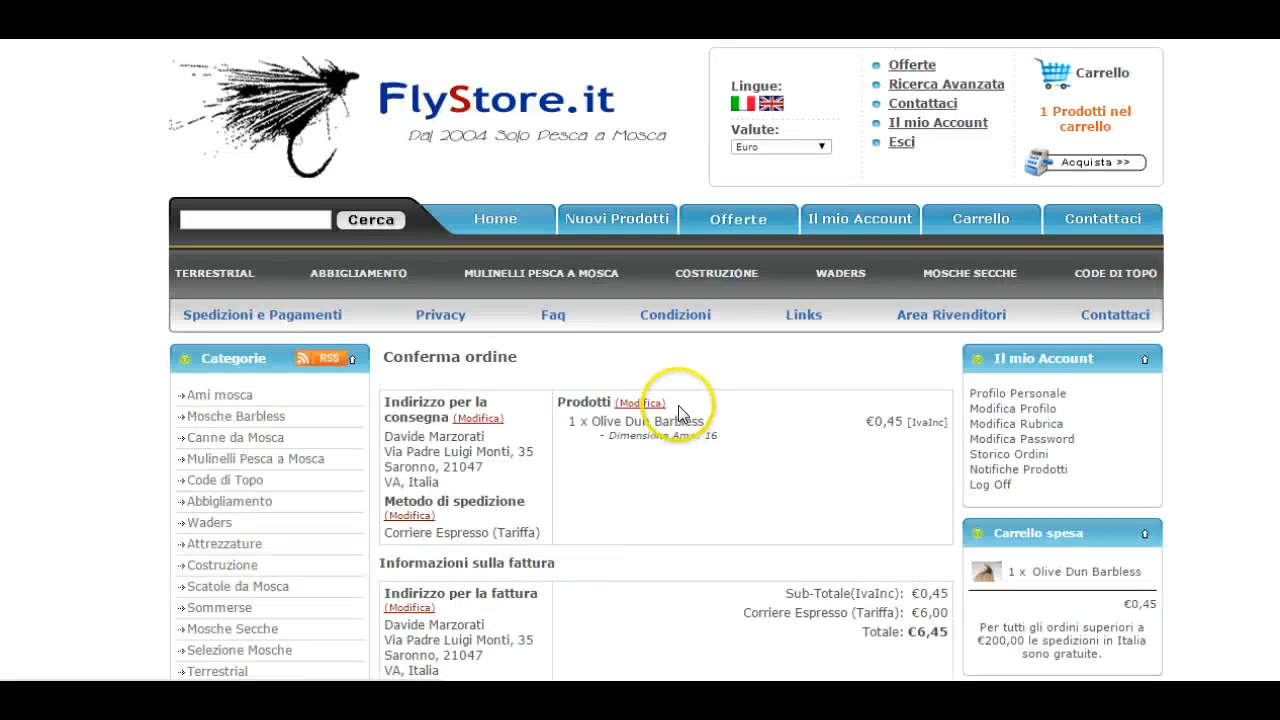 FlyStore.it
Dal 2004 Solo Pesca a Mosca
Lingue:
Valute:
Euro
Offerte
Ricerca Avanzata
Contattaci
Il mio Account
Esci
Carrello
1 Prodotti nel
carrello
Acquista >>
Cerca
Home
Nuovi Prodotti
Offerte
Il mio Account
Carrello
Contattaci
TERRESTRIAL
ABBIGLIAMENTO
MULINELLI PESCA A MOSCA
COSTRUZIONE
WADERS
MOSCHE SECCHE
CODE DI TOPO
Spedizioni e Pagamenti
Privacy
Faq
Condizioni
Links
Area Rivenditori
Contattaci
Categorie
RSS
Ami mosca
Mosche Barbless
Canne da Mosca
Mulinelli Pesca a Mosca
Code di Topo
Abbigliamento
Waders
Attrezzature
Costruzione
Scatole da Mosca
Sommerse
Mosche Secche
Selezione Mosche
Terrestrial
Conferma ordine
Indirizzo per la
consegna (Modifica)
Davide Marzorati
Via Padre Luigi Monti, 35
Saronno, 21047
VA, Italia
Metodo di spedizione
(Modifica)
Corriere Espresso (Tariffa)
Prodotti (Modifica)
1 x Olive Dun Barbless €0,45 [IvaInc]
- Dimensione Amo: 16
Informazioni sulla fattura
Indirizzo per la fattura
(Modifica)
Davide Marzorati
Via Padre Luigi Monti, 35
Saronno, 21047
VA, Italia
Sub-Totale(IvaInc): €0,45
Corriere Espresso (Tariffa): €6,00
Totale: €6,45
Il mio Account
Profilo Personale
Modifica Profilo
Modifica Rubrica
Modifica Password
Storico Ordini
Notifiche Prodotti
Log Off
Carrello spesa
1 x Olive Dun Barbless
€0,45
Per tutti gli ordini superiori a
€200,00 le spedizioni in Italia
sono gratuite.